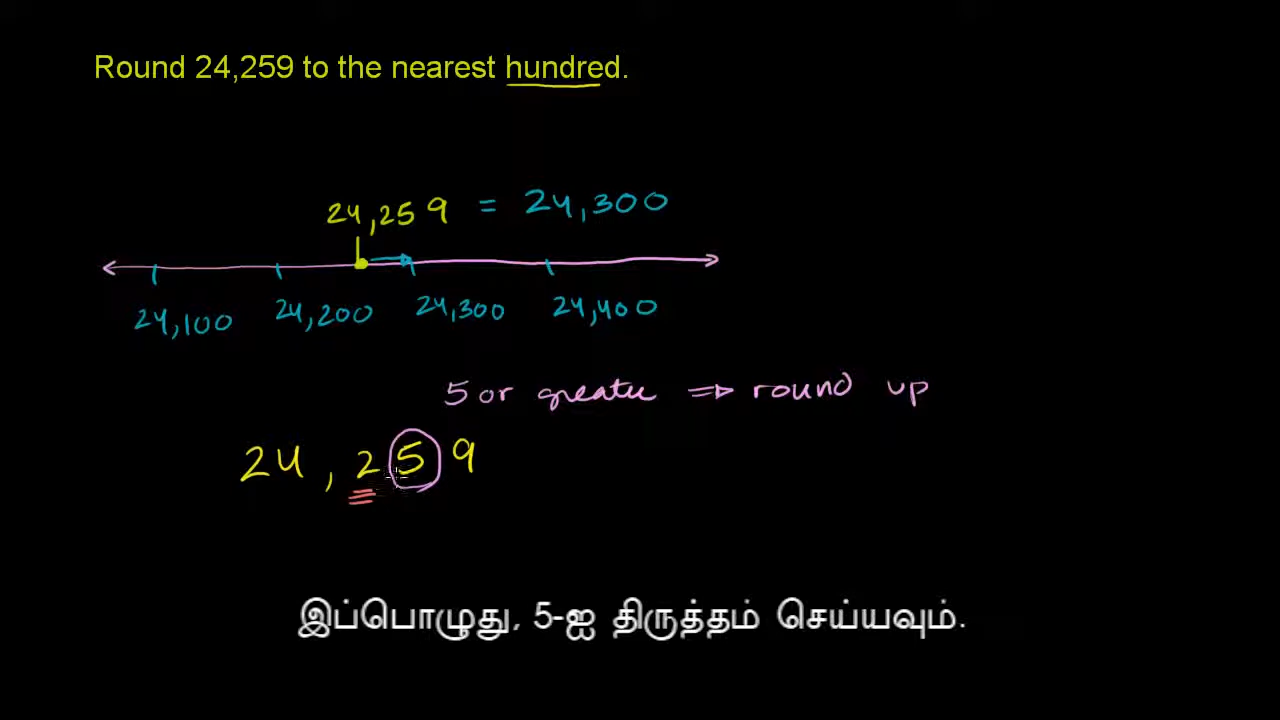 Round 24,259 to the nearest hundred.
24,259 = 24,300
24,100 24,200 24,300 24,400
5 or greater ⇒ round up
24,259
இப்பொழுது, 5-ஐ திருத்தம் செய்யவும்.